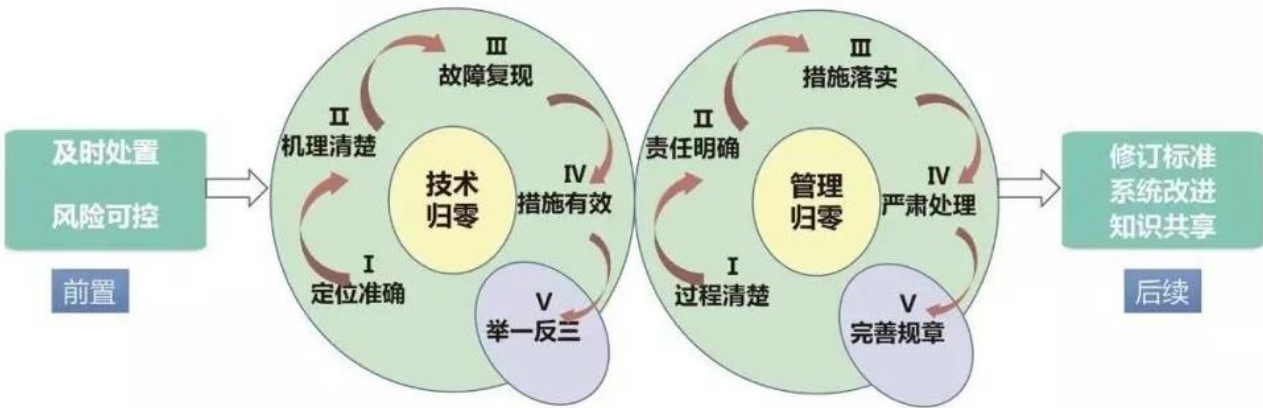 及时处置
风险可控
前置
技术
归零
Ⅰ
定位准确
Ⅱ
机理清楚
Ⅲ
故障复现
Ⅳ
措施有效
Ⅴ
举一反三
管理
归零
Ⅰ
过程清楚
Ⅱ
责任明确
Ⅲ
措施落实
Ⅳ
严肃处理
Ⅴ
完善规章
修订标准
系统改进
知识共享
后续